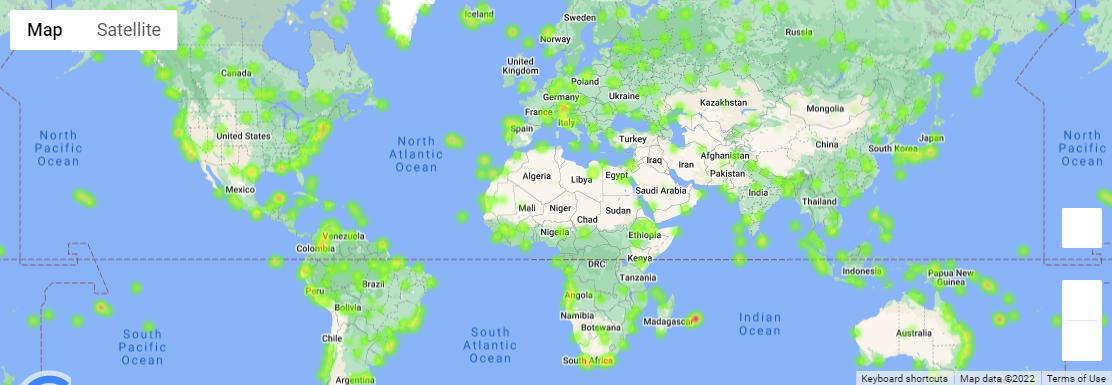 Map
Satellite
Iceland
Sweden
Norway
Russia
United
Kingdom
Canada
Poland
Germany
Ukraine
France
Kazakhstan
Mongolia
Italy
Spain
United States
North
Pacific
Ocean
North
Atlantic
Ocean
Turkey
China
Japan
South Korea
North
Pacific
Ocean
Iraq
Iran
Afghanistan
Pakistan
Algeria
Libya
Egypt
Saudi Arabia
India
Mexico
Mali
Niger
Chad
Sudan
Thailand
Venezuela
Nigeria
Ethiopia
Colombia
Kenya
DRC
Indonesia
Papua New
Guinea
Tanzania
Peru
Brazil
Angola
Bolivia
Namibia
Botswana
Madagascar
Indian
Ocean
South
Pacific
Ocean
South
Atlantic
Ocean
Australia
Chile
South Africa
Argentina
Keyboard shortcuts
Map data ©2022
Terms of Use